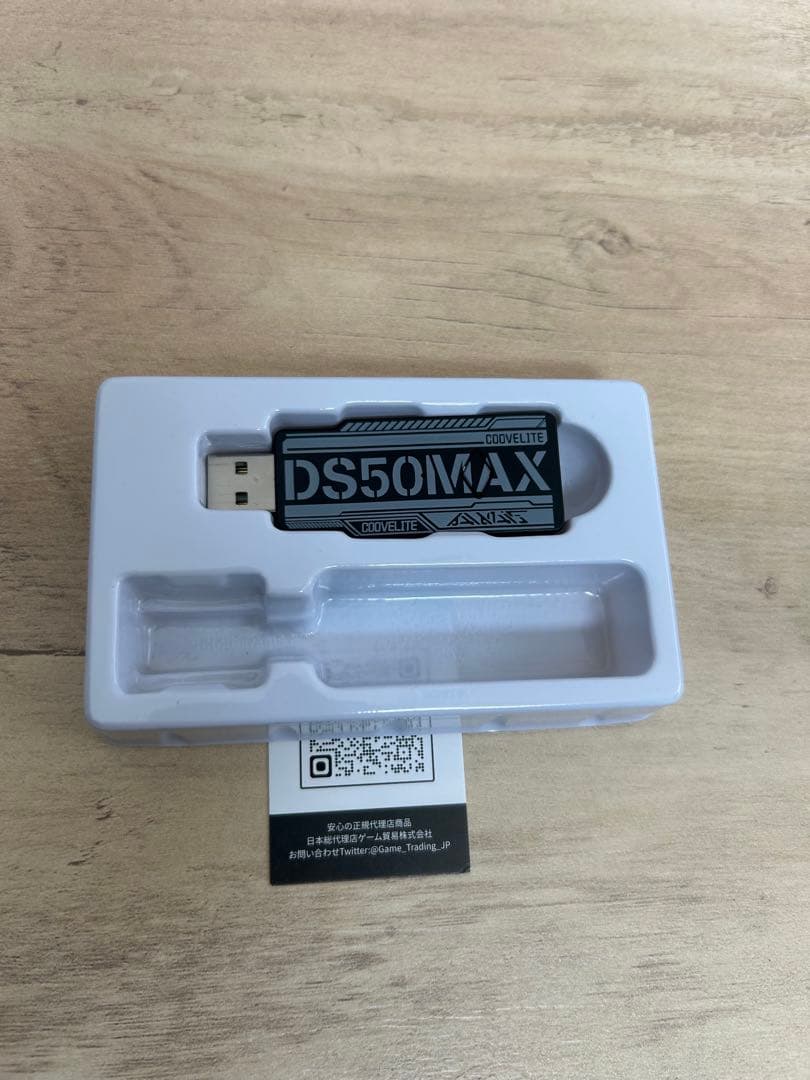 COOVELITE
DS50MAX
COOVELITE
安心の正規代理店商品
日本総代理店ゲーム貿易株式会社
お問い合わせTwitter:@Game_Trading_JP